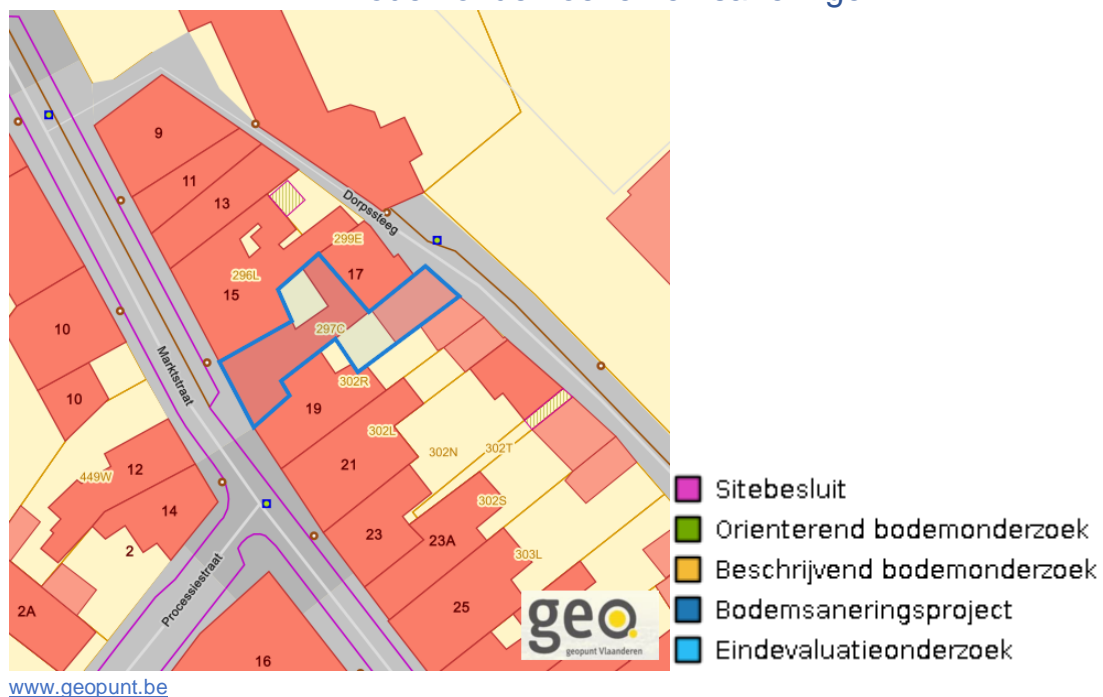 9
11
13
Dorpssteeg
299E
17
296L
15
297C
10
Marktstraat
302R
10
19
302L
302N
302T
21
449W
12
302S
14
23
23A
2
303L
Processiestraat
2A
25
16
geo
geopunt Vlaanderen
Sitebesluit
Orienterend bodemonderzoek
Beschrijvend bodemonderzoek
Bodemsaneringsproject
Eindevaluatieonderzoek
www.geopunt.be